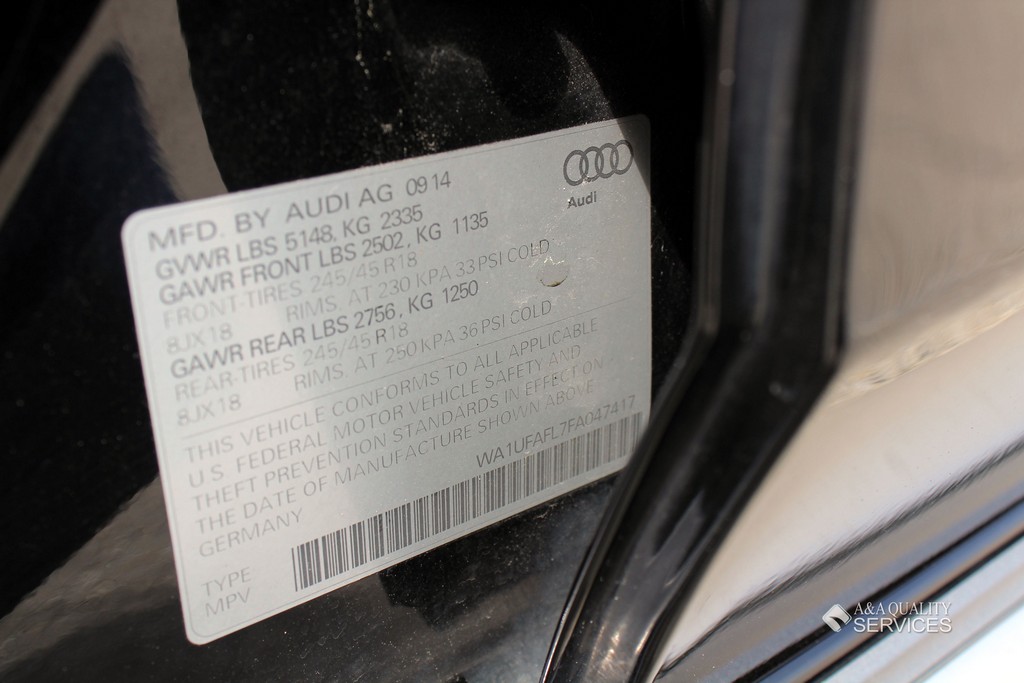 MFD. BY AUDI AG 09 14
GVWR LBS 5148, KG 2335
GAWR FRONT LBS 2502, KG 1135
FRONT-TIRES 245/45 R18
8JX18 RIMS. AT 230 KPA 33 PSI COLD
GAWR REAR LBS 2756, KG 1250
REAR-TIRES 245/45 R18
8JX18 RIMS. AT 250 KPA 36 PSI COLD
THIS VEHICLE CONFORMS TO ALL APPLICABLE
U.S. FEDERAL MOTOR VEHICLE SAFETY AND
THEFT PREVENTION STANDARDS IN EFFECT ON
THE DATE OF MANUFACTURE SHOWN ABOVE
GERMANY WA1UFAFL7FA047417
TYPE
MPV
Audi
A&A QUALITY
SERVICES